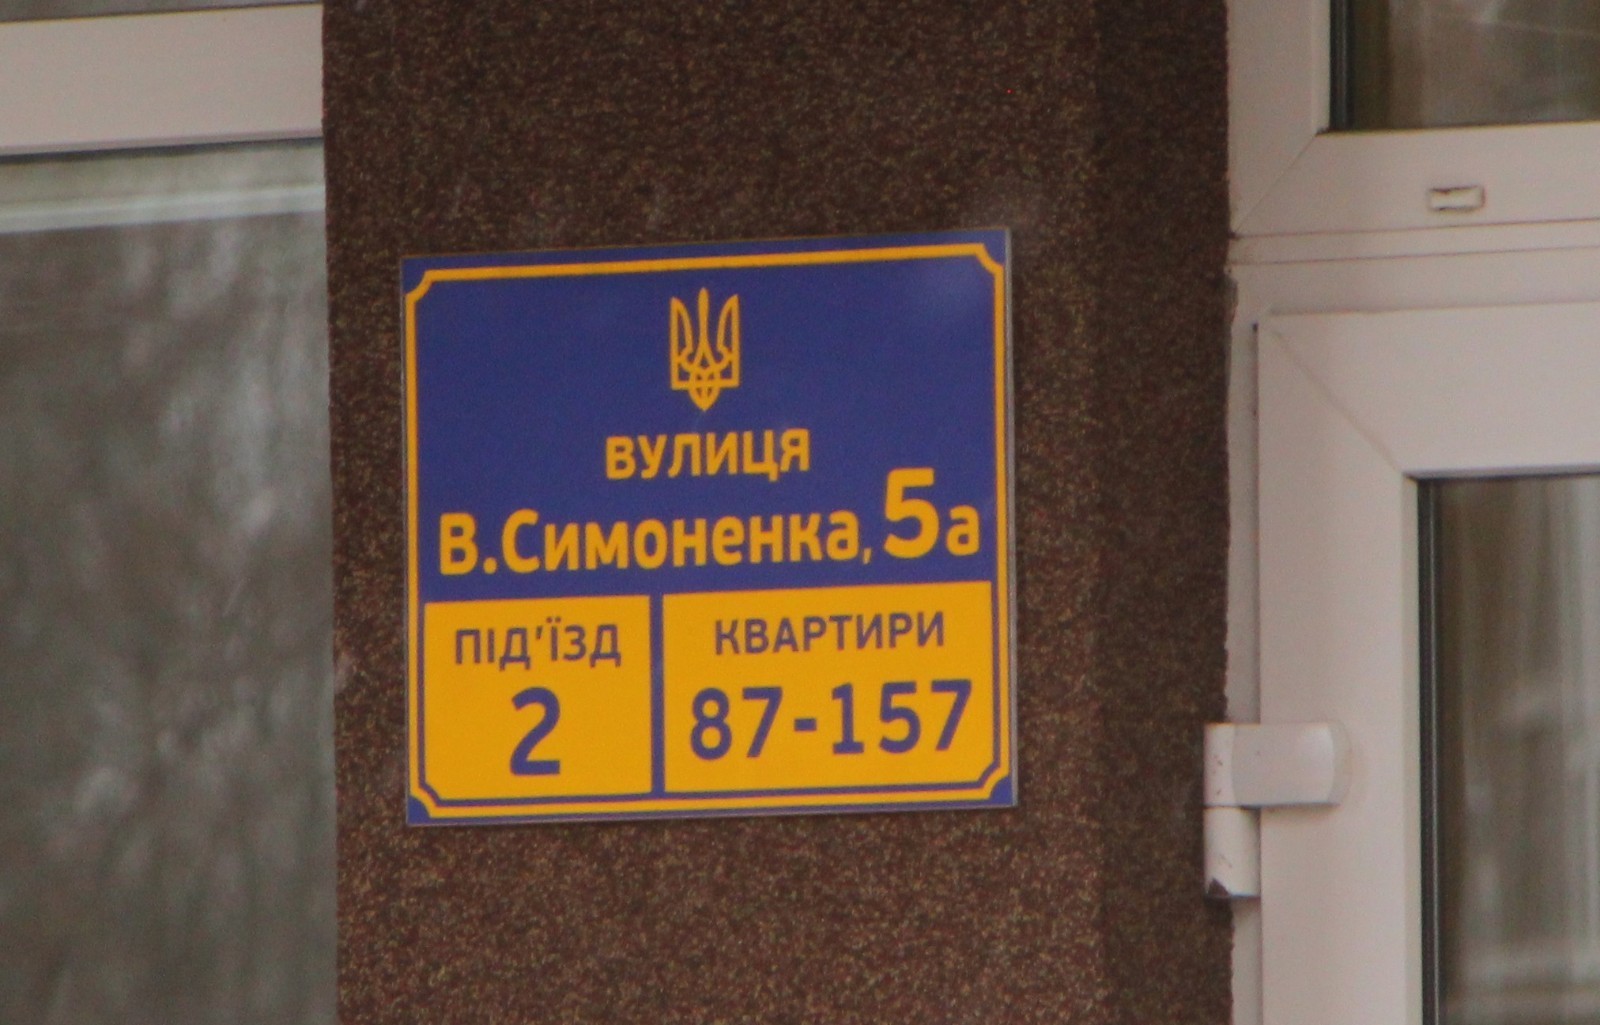 ВУЛИЦЯ
В.Симоненка, 5а
ПІД'ЇЗД
2
КВАРТИРИ
87-157